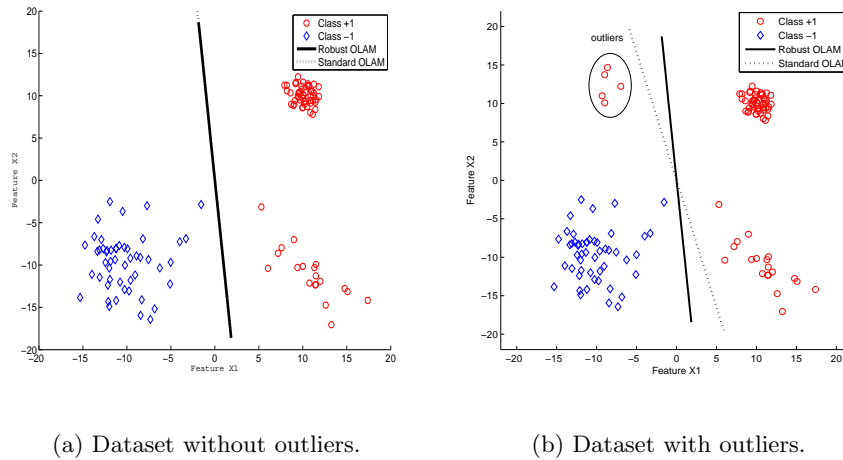 20
15
10
5
0
−5
−10
−15
−20
−20 −15 −10 −5 0 5 10 15 20
Feature X1
Feature X2
Class +1
Class −1
Robust OLAM
Standard OLAM
(a) Dataset without outliers.
20
15
10
5
0
−5
−10
−15
−20
−20 −15 −10 −5 0 5 10 15 20
Feature X1
Feature X2
outliers
Class +1
Class −1
Robust OLAM
Standard OLAM
(b) Dataset with outliers.